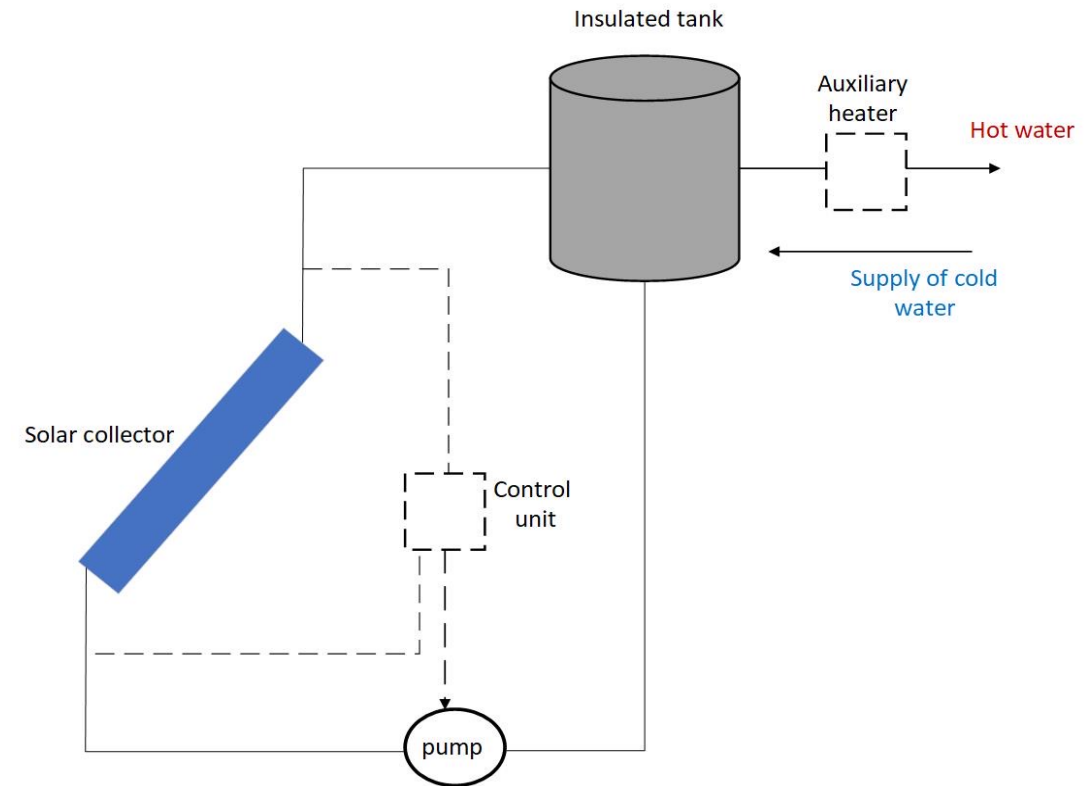 Insulated tank
Auxiliary
heater
Hot water
Supply of cold
water
Solar collector
Control
unit
pump